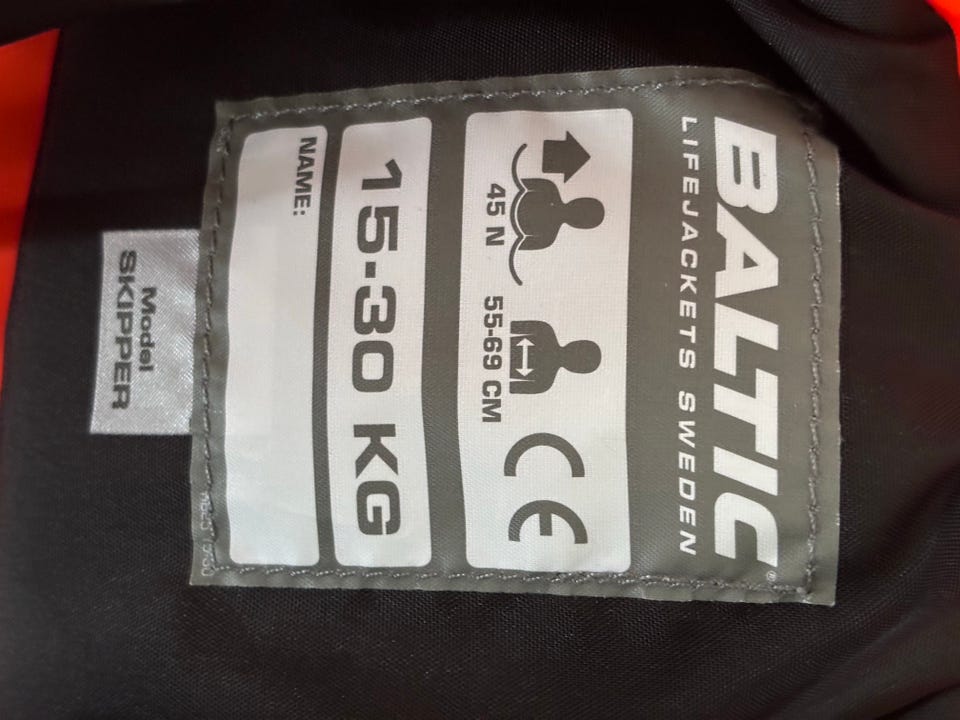 BALTIC®
LIFEJACKETS SWEDEN
45 N 55-69 CM CE
15-30 KG
NAME:
Model
SKIPPER